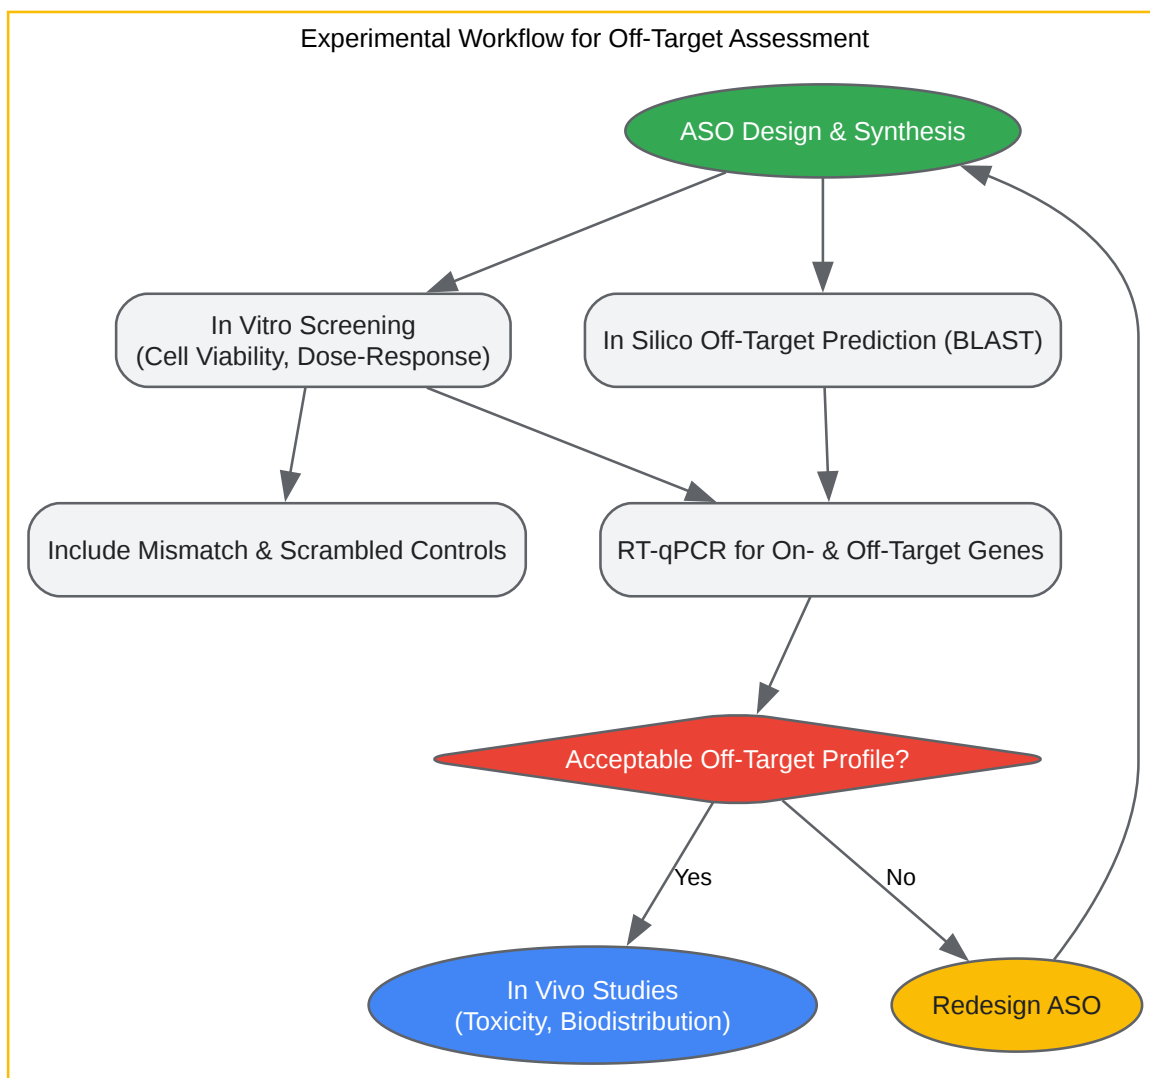 Experimental Workflow for Off-Target Assessment
ASO Design & Synthesis
In Vitro Screening
(Cell Viability, Dose-Response)
In Silico Off-Target Prediction (BLAST)
Include Mismatch & Scrambled Controls
RT-qPCR for On- & Off-Target Genes
Acceptable Off-Target Profile?
Yes
No
In Vivo Studies
(Toxicity, Biodistribution)
Redesign ASO